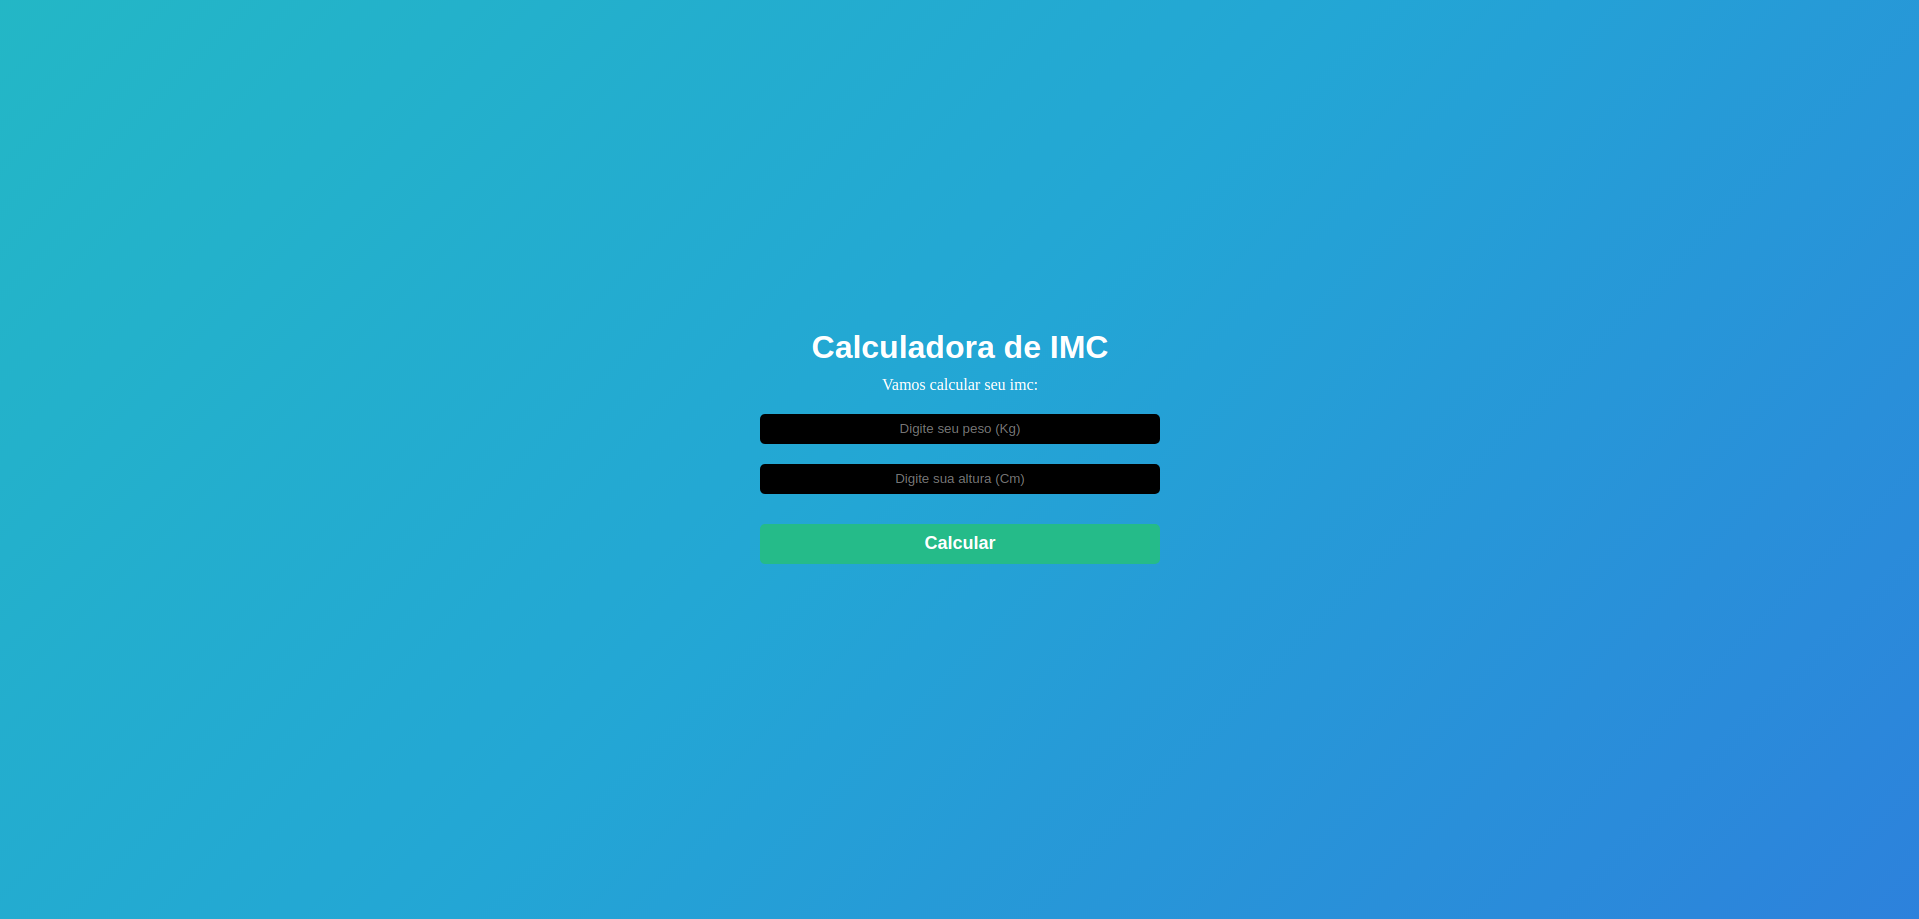 Calculadora de IMC
Vamos calcular seu imc:
Digite seu peso (Kg)
Digite sua altura (Cm)
Calcular